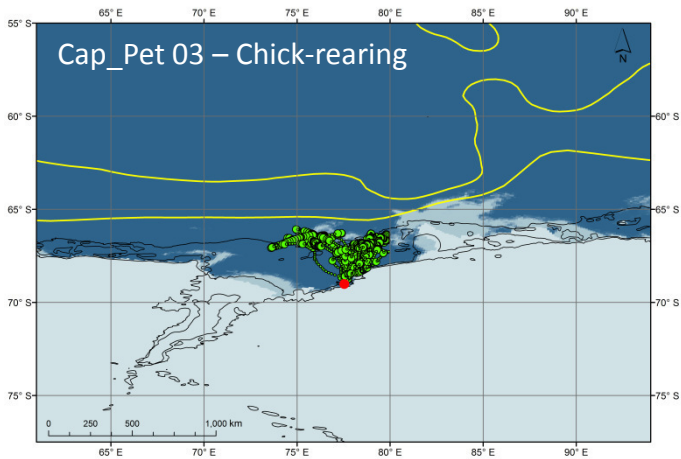 65° E 70° E 75° E 80° E 85° E 90° E
55° S
Cap_Pet 03 – Chick-rearing
N
60° S 60° S
65° S 65° S
70° S 70° S
75° S 75° S
0 250 500 1,000 km
65° E 70° E 75° E 80° E 85° E 90° E